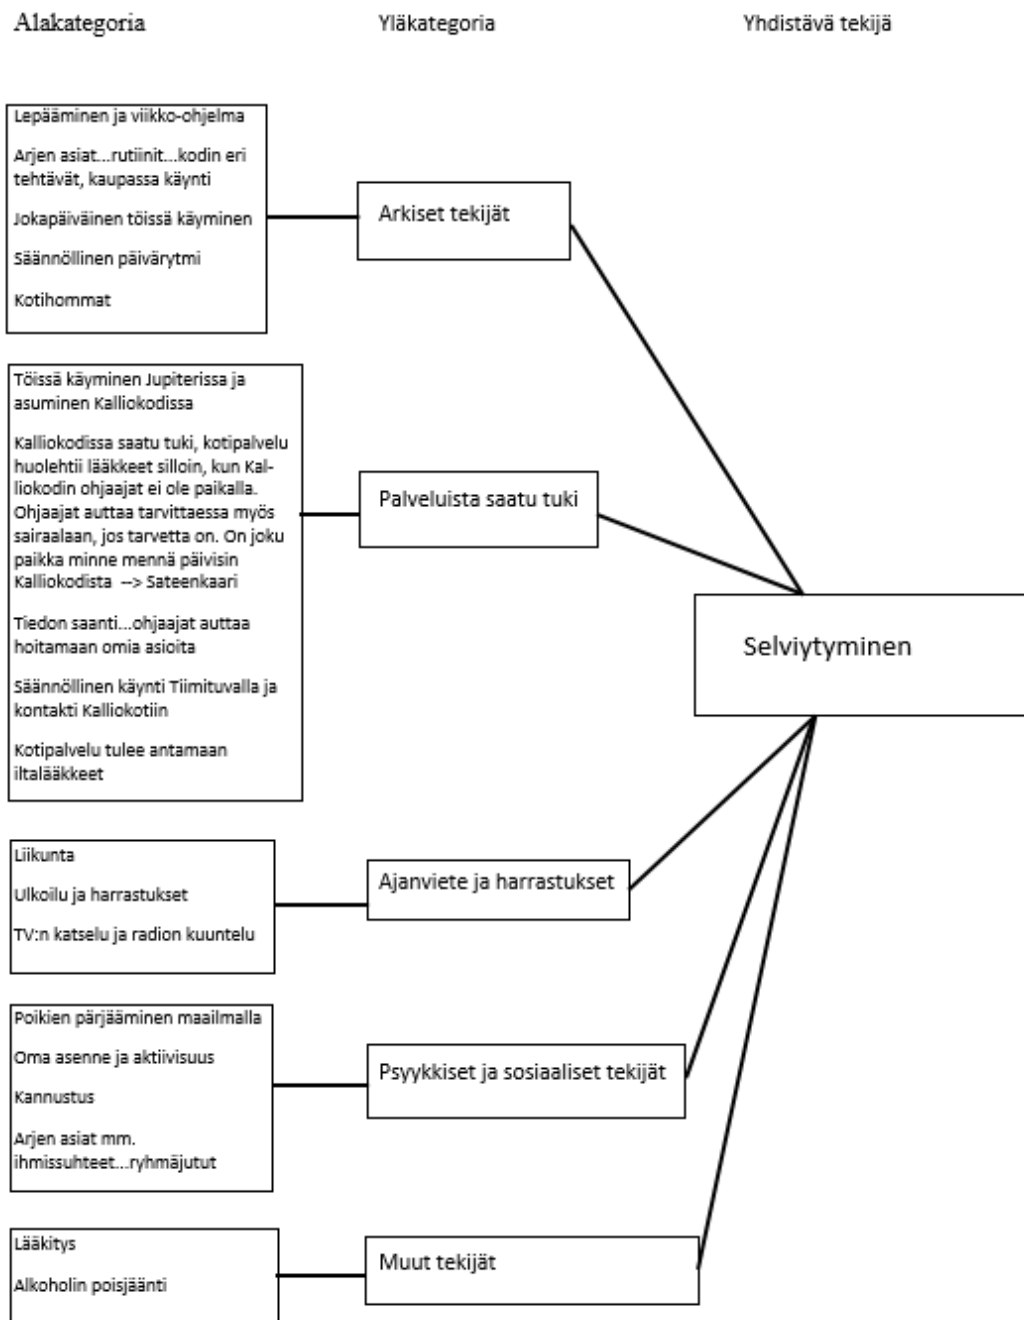 Alakategoria
Yläkategoria
Yhdistävä tekijä
Lepääminen ja viikko-ohjelma
Arjen asiat...rutiinit...kodin eri
tehtävät, kaupassa käynti
Jokapäiväinen töissä käyminen
Säännöllinen päivärytmi
Kotihommat
Arkiset tekijät
Töissä käyminen Jupiterissa ja
asuminen Kalliokodissa
Kalliokodissa saatu tuki, kotipalvelu
huolehtii lääkkeet silloin, kun Kal-
liokodin ohjaajat ei ole paikalla.
Ohjaajat auttaa tarvittaessa myös
sairaalaan, jos tarvetta on. On joku
paikka minne mennä päivisin
Kalliokodista --> Sateenkaari
Tiedon saanti...ohjaajat auttaa
hoitamaan omia asioita
Säännöllinen käynti Tiimituvalla ja
kontakti Kalliokotiin
Kotipalvelu tulee antamaan
iltalääkkeet
Palveluista saatu tuki
Selviytyminen
Liikunta
Ulkoilu ja harrastukset
TV:n katselu ja radion kuuntelu
Ajanviete ja harrastukset
Poikien pärjääminen maailmalla
Oma asenne ja aktiivisuus
Kannustus
Arjen asiat mm.
ihmissuhteet...ryhmäjutut
Psyykkiset ja sosiaaliset tekijät
Lääkitys
Alkoholin poisjäänti
Muut tekijät